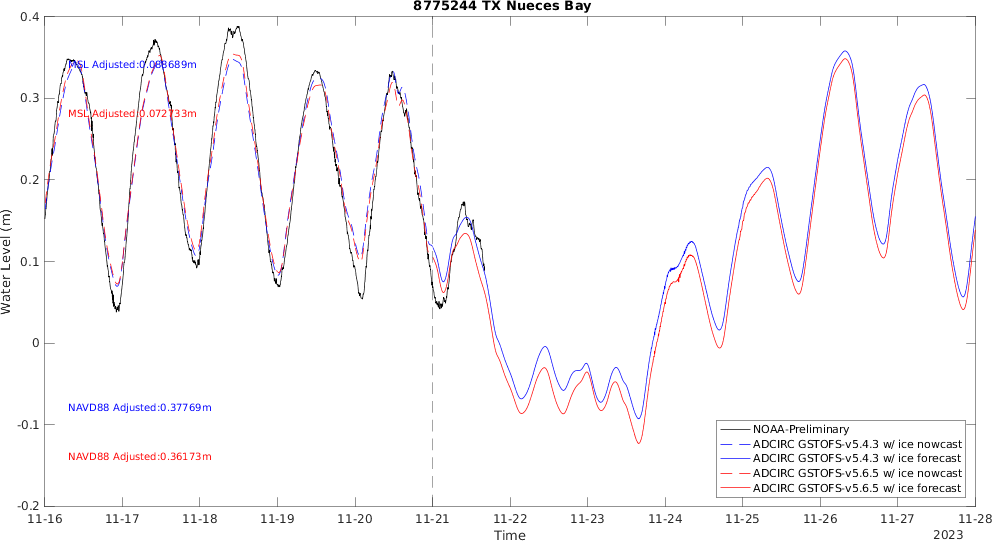 8775244 TX Nueces Bay
Water Level (m)
0.4
0.3
0.2
0.1
0
-0.1
-0.2
MSL Adjusted:0.088689m
MSL Adjusted:0.072733m
NAVD88 Adjusted:0.37769m
NAVD88 Adjusted:0.36173m
NOAA-Preliminary
ADCIRC GSTOFS-v5.4.3 w/ ice nowcast
ADCIRC GSTOFS-v5.4.3 w/ ice forecast
ADCIRC GSTOFS-v5.6.5 w/ ice nowcast
ADCIRC GSTOFS-v5.6.5 w/ ice forecast
11-16 11-17 11-18 11-19 11-20 11-21 11-22 11-23 11-24 11-25 11-26 11-27 11-28
Time
2023